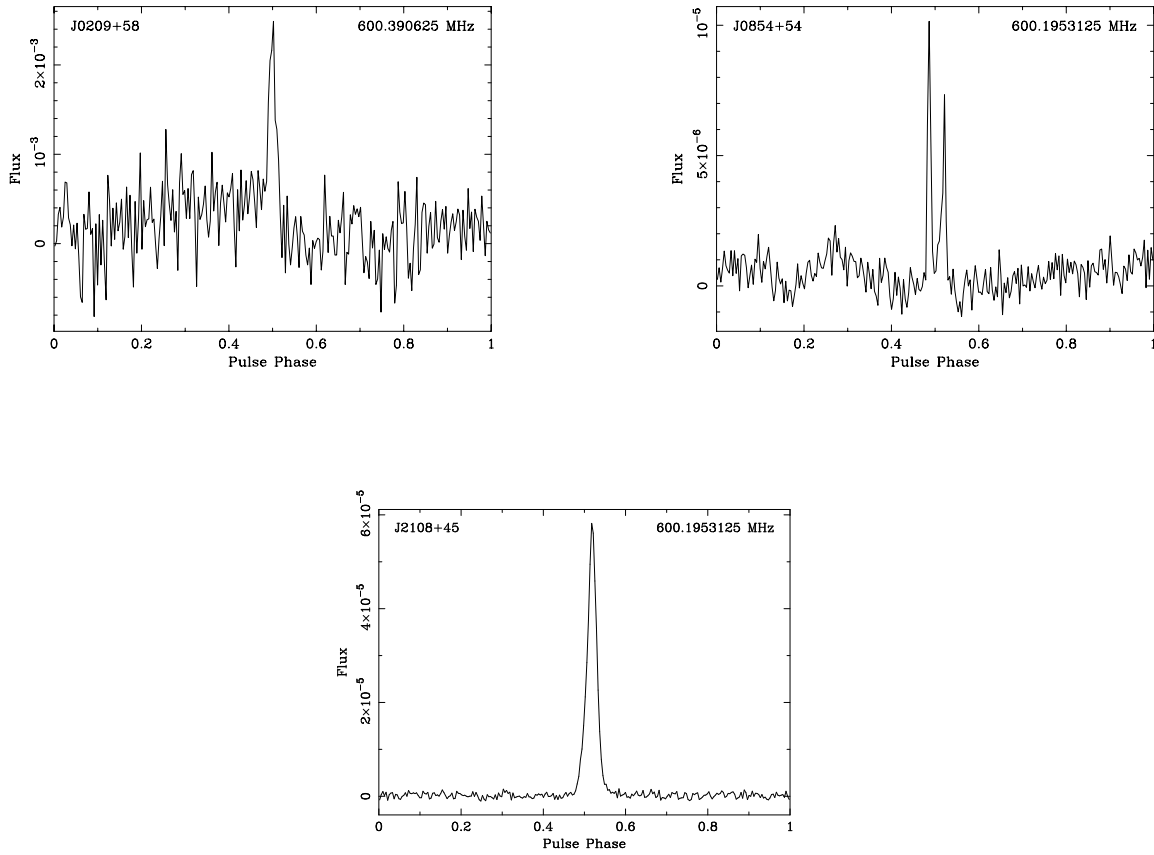 J0209+58 600.390625 MHz
2×10⁻³
10⁻³
0
Flux
0 0.2 0.4 0.6 0.8 1
Pulse Phase
J0854+54 600.1953125 MHz
10⁻⁵
5×10⁻⁶
0
Flux
0 0.2 0.4 0.6 0.8 1
Pulse Phase
J2108+45 600.1953125 MHz
6×10⁻⁵
4×10⁻⁵
2×10⁻⁵
0
Flux
0 0.2 0.4 0.6 0.8 1
Pulse Phase